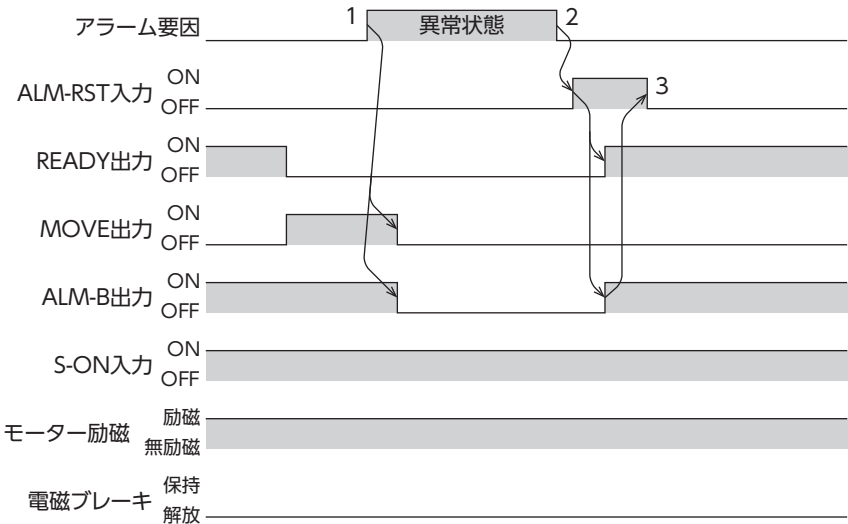 アラーム要因 1 異常状態 2
ALM-RST入力 ON OFF 3
READY出力 ON OFF
MOVE出力 ON OFF
ALM-B出力 ON OFF
S-ON入力 ON OFF
モーター励磁 励磁 無励磁
電磁ブレーキ 保持 解放